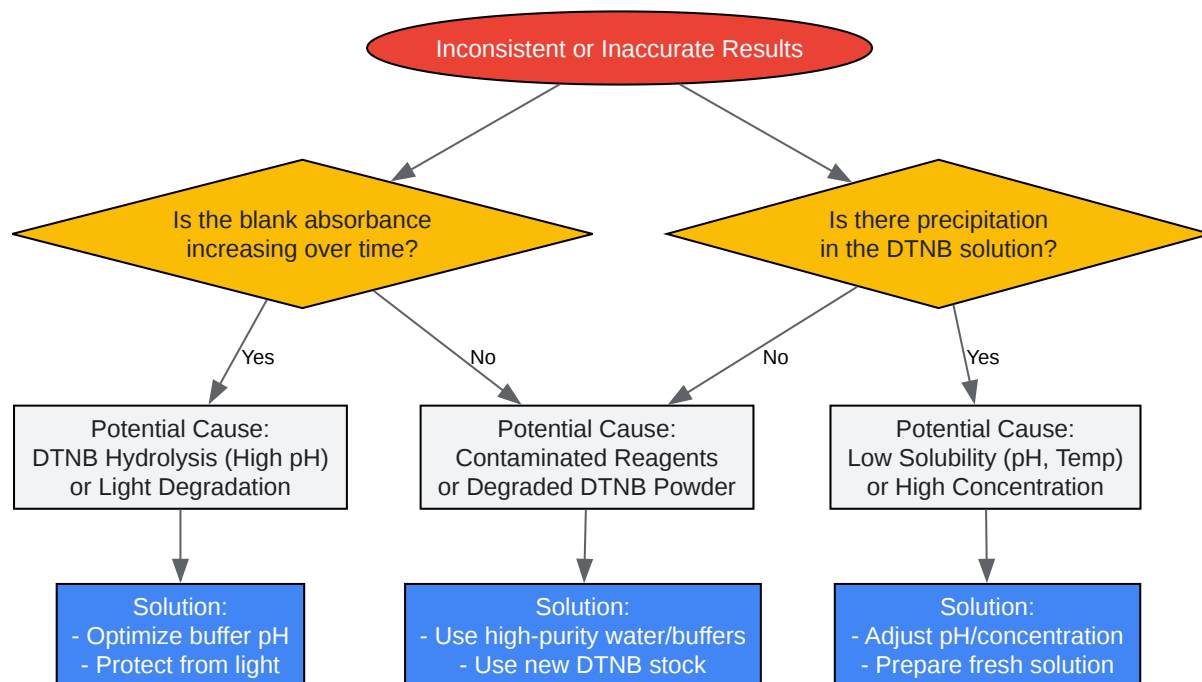 Inconsistent or Inaccurate Results
Is the blank absorbance
increasing over time?
Is there precipitation
in the DTNB solution?
Yes
No
No
Yes
Potential Cause:
DTNB Hydrolysis (High pH)
or Light Degradation
Potential Cause:
Contaminated Reagents
or Degraded DTNB Powder
Potential Cause:
Low Solubility (pH, Temp)
or High Concentration
Solution:
- Optimize buffer pH
- Protect from light
Solution:
- Use high-purity water/buffers
- Use new DTNB stock
Solution:
- Adjust pH/concentration
- Prepare fresh solution